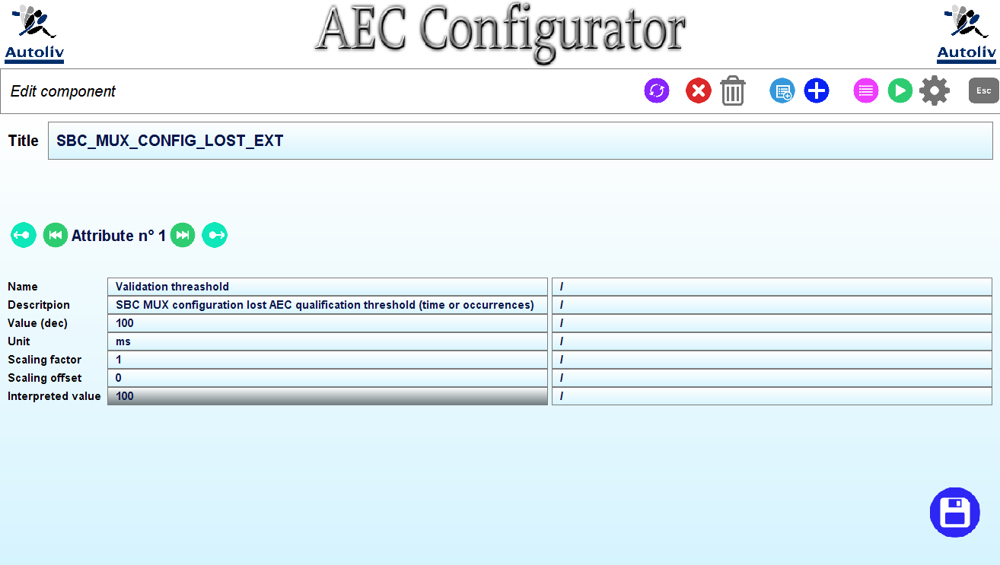 AEC Configurator
Autoliv
Autoliv
Edit component
Esc
Title SBC_MUX_CONFIG_LOST_EXT
Attribute n° 1
Name Validation threashold /
Descritpion SBC MUX configuration lost AEC qualification threshold (time or occurrences) /
Value (dec) 100 /
Unit ms /
Scaling factor 1 /
Scaling offset 0 /
Interpreted value 100 /